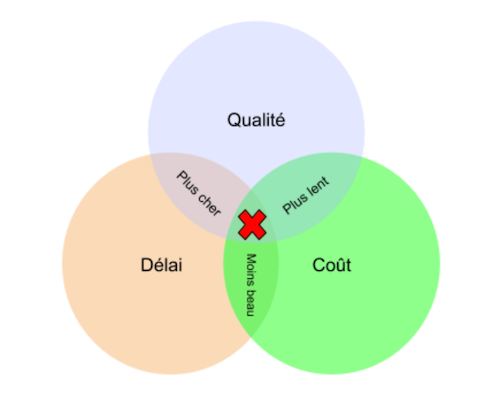 Qualité
Plus cher
Plus lent
Délai
Coût
Moins beau